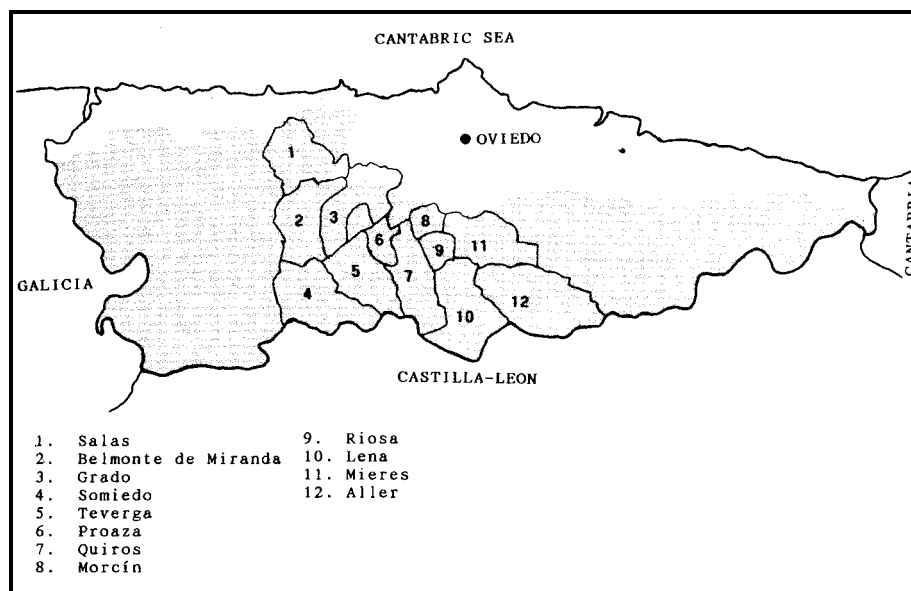 CANTABRIC SEA
OVIEDO
1
2
3
8
6
9
11
5
7
4
12
10
GALICIA
CANTABRIA
CASTILLA-LEON
1. Salas
2. Belmonte de Miranda
3. Grado
4. Somiedo
5. Teverga
6. Proaza
7. Quiros
8. Morcín
9. Riosa
10. Lena
11. Mieres
12. Aller